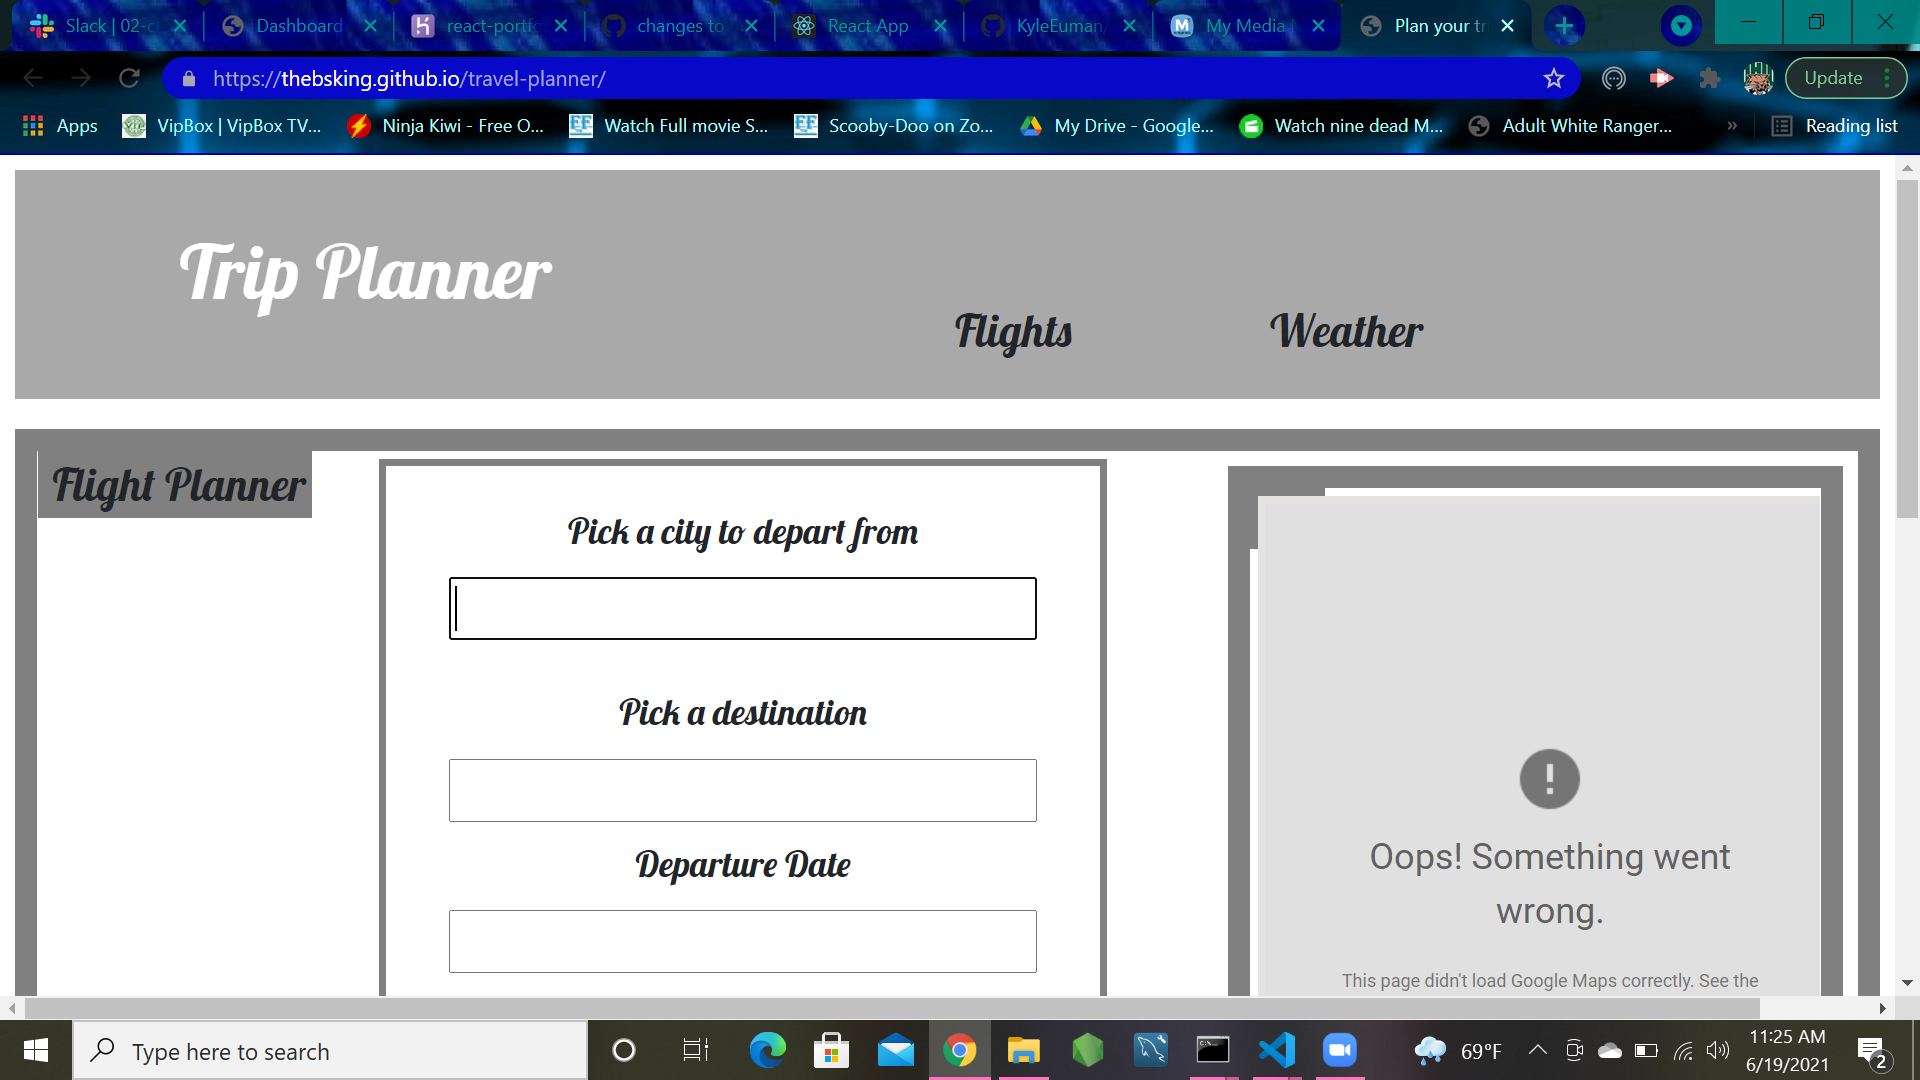 Slack | 02-c
Dashboard
react-portfo
changes to
React App
KyleEuman/
My Media
Plan your tr
https://thebsking.github.io/travel-planner/
Update
Apps
VipBox | VipBox TV...
Ninja Kiwi - Free O...
Watch Full movie S...
Scooby-Doo on Zo...
My Drive - Google...
Watch nine dead M...
Adult White Ranger...
»
Reading list
Trip Planner
Flights
Weather
Flight Planner
Pick a city to depart from
Pick a destination
Departure Date
Oops! Something went
wrong.
This page didn't load Google Maps correctly. See the
Type here to search
69°F
11:25 AM
6/19/2021
2